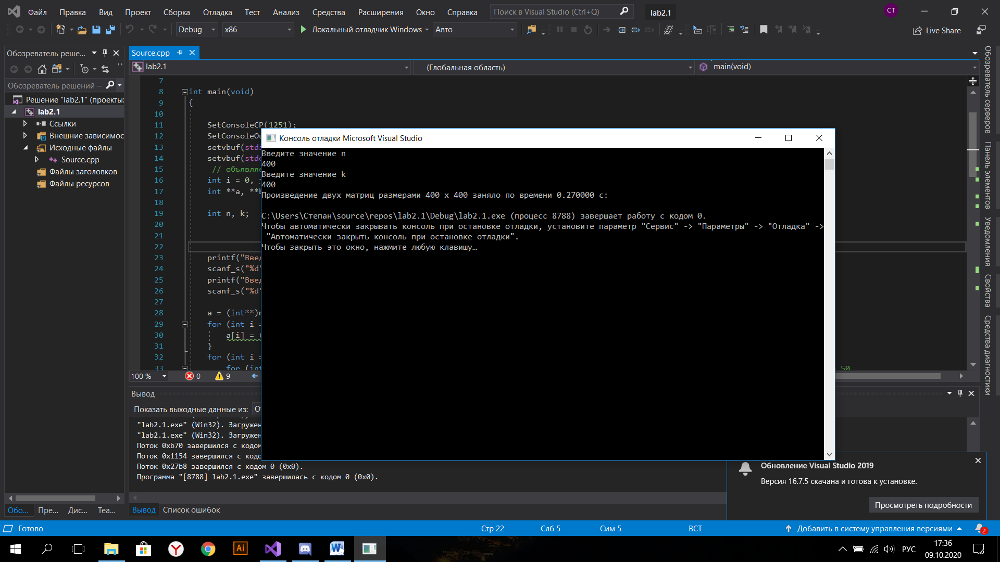 Файл Правка Вид Проект Сборка Отладка Тест Анализ Средства Расширения Окно Справка Поиск в Visual Studio (Ctrl+Q) lab2.1 СТ
Debug x86 Локальный отладчик Windows Авто Live Share
Обозреватель реше...
Обозреватель решений –
Решение "lab2.1" (проекты:
lab2.1
Ссылки
Внешние зависимос
Исходные файлы
Source.cpp
Файлы заголовков
Файлы ресурсов
Обо... Пре... Дис... Tea...
Source.cpp
lab2.1 (Глобальная область) main(void)
7
8 int main(void)
9 {
10
11 SetConsoleCP(1251);
12 SetConsoleOu
13 setvbuf(stdi
14 setvbuf(stdo
15 // объявляе
16 int i = 0,
17 int **a, **b
18
19 int n, k;
20
21
22
23 printf("Введ
24 scanf_s("%d"
25 printf("Введ
26 scanf_s("%d"
27
28 a = (int**)m
29 for (int i =
30 a[i] = (
31 }
32 for (int i =
33 for (int 50
100 % 0 9
Консоль отладки Microsoft Visual Studio
Введите значение n
400
Введите значение k
400
Произведение двух матриц размерами 400 x 400 заняло по времени 0.270000 с:
C:\Users\Степан\source\repos\lab2.1\Debug\lab2.1.exe (процесс 8788) завершает работу с кодом 0.
Чтобы автоматически закрывать консоль при остановке отладки, установите параметр "Сервис" -> "Параметры" -> "Отладка" ->
"Автоматически закрыть консоль при остановке отладки".
Чтобы закрыть это окно, нажмите любую клавишу…
Вывод
Показать выходные данные из: О
"lab2.1.exe" (Win32). Загружен
"lab2.1.exe" (Win32). Загружен
Поток 0xb70 завершился с кодом
Поток 0x1154 завершился с кодо
Поток 0x27b8 завершился с кодом 0 (0x0).
Программа "[8788] lab2.1.exe" завершилась с кодом 0 (0x0).
Вывод Список ошибок
Обозреватель серверов
Панель элементов
Уведомления
Свойства
Средства диагностики
Обновление Visual Studio 2019
Версия 16.7.5 скачана и готова к установке.
Просмотреть подробности
Готово Стр 22 Слб 5 Сим 5 ВСТ Добавить в систему управления версиями 2
Ai РУС 17:36
09.10.2020